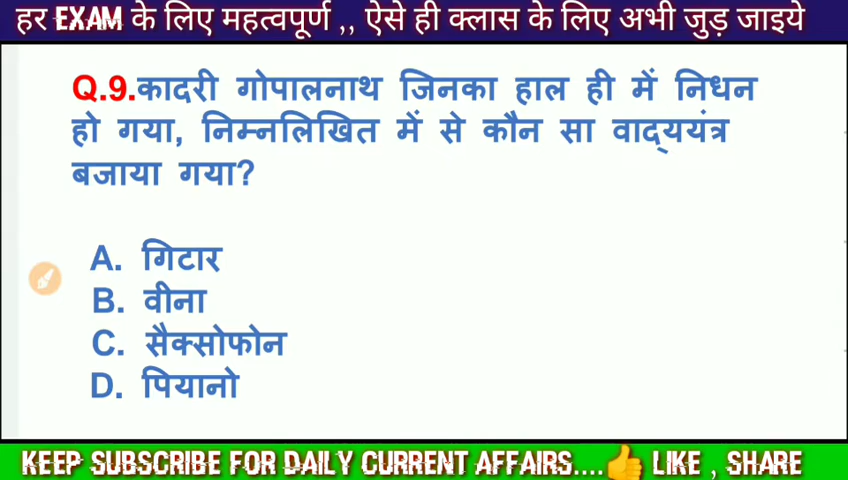 हर EXAM के लिए महत्वपूर्ण ,, ऐसे ही क्लास के लिए अभी जुड़ जाइये
Q.9.कादरी गोपालनाथ जिनका हाल ही में निधन
हो गया, निम्नलिखित में से कौन सा वाद्ययंत्र
बजाया गया?
A. गिटार
B. वीना
C. सैक्सोफोन
D. पियानो
KEEP SUBSCRIBE FOR DAILY CURRENT AFFAIRS....👍 LIKE , SHARE